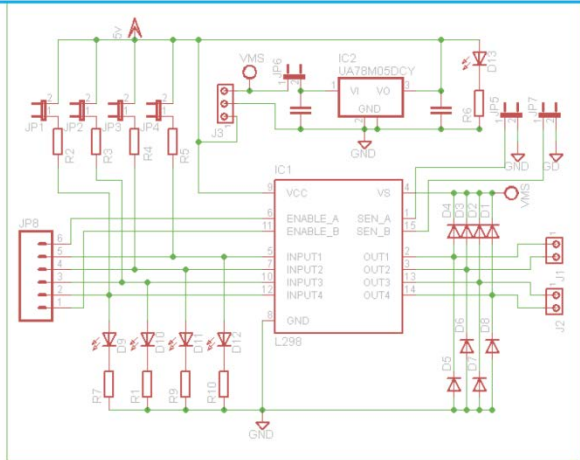 5V
VMS
JP6
IC2
UA78M05DCY
D13
1 VI VO 3
GND
2
R6
JP5
JP7
JP1
JP2
JP3
JP4
R2
R3
R4
R5
J3
GND
GND
GD
IC1
9 VCC VS 4
VMS
6 ENABLE_A SEN_A 1
11 ENABLE_B SEN_B 15
D4
D3
D2
D1
JP8
6
5
4
3
2
1
5 INPUT1 OUT1 2
7 INPUT2 OUT2 3
10 INPUT3 OUT3 13
12 INPUT4 OUT4 14
8 GND
L298
J1
J2
D9
D10
D11
D12
D6
D8
D5
D7
R7
R1
R9
R10
GND